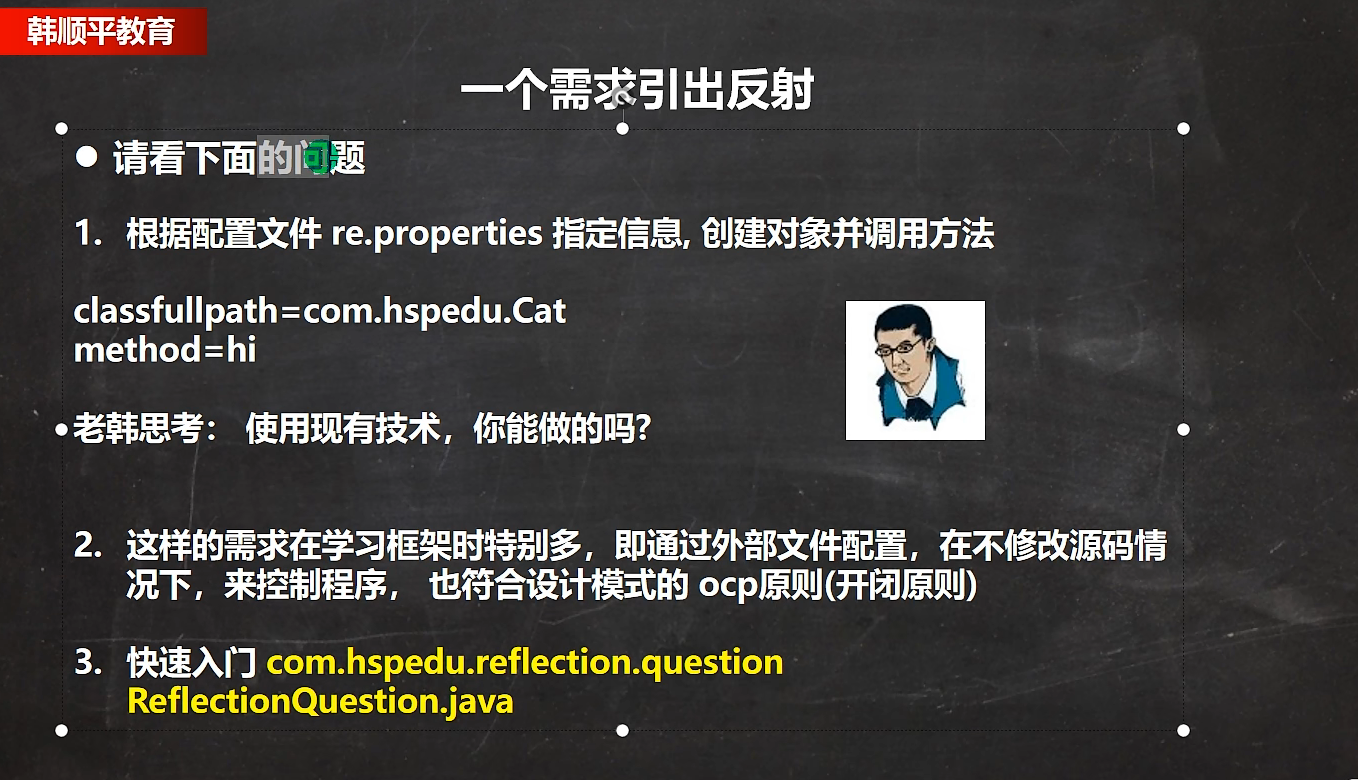 韩顺平教育
一个需求引出反射
● 请看下面的问题
1. 根据配置文件 re.properties 指定信息, 创建对象并调用方法
classfullpath=com.hspedu.Cat
method=hi
老韩思考： 使用现有技术，你能做的吗?
2. 这样的需求在学习框架时特别多，即通过外部文件配置，在不修改源码情
况下，来控制程序， 也符合设计模式的 ocp原则(开闭原则)
3. 快速入门 com.hspedu.reflection.question
ReflectionQuestion.java